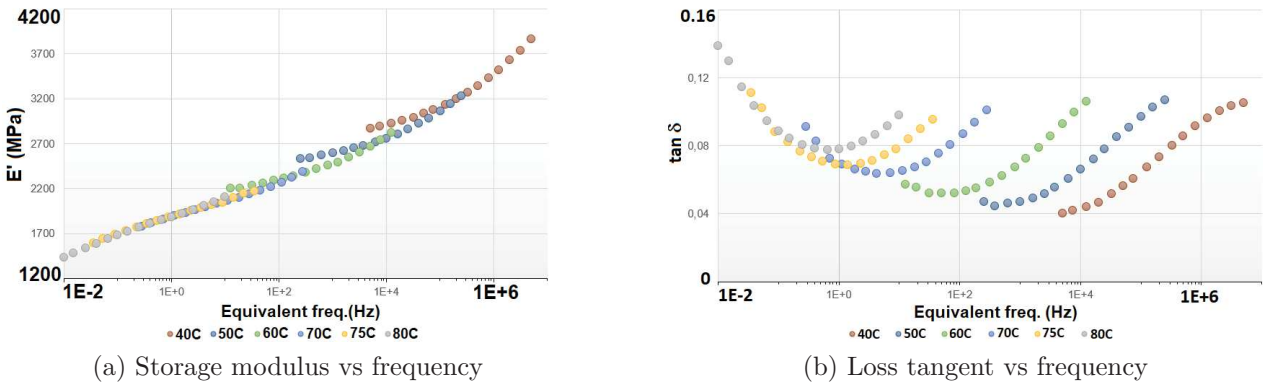 4200
3700
3200
2700
2200
1700
1200
E' (MPa)
1E-2
1E+0
1E+2
1E+4
1E+6
Equivalent freq.(Hz)
40C 50C 60C 70C 75C 80C
(a) Storage modulus vs frequency
0.16
0,12
0,08
0,04
0
tan δ
1E-2
1E+0
1E+2
1E+4
1E+6
Equivalent freq. (Hz)
40C 50C 60C 70C 75C 80C
(b) Loss tangent vs frequency